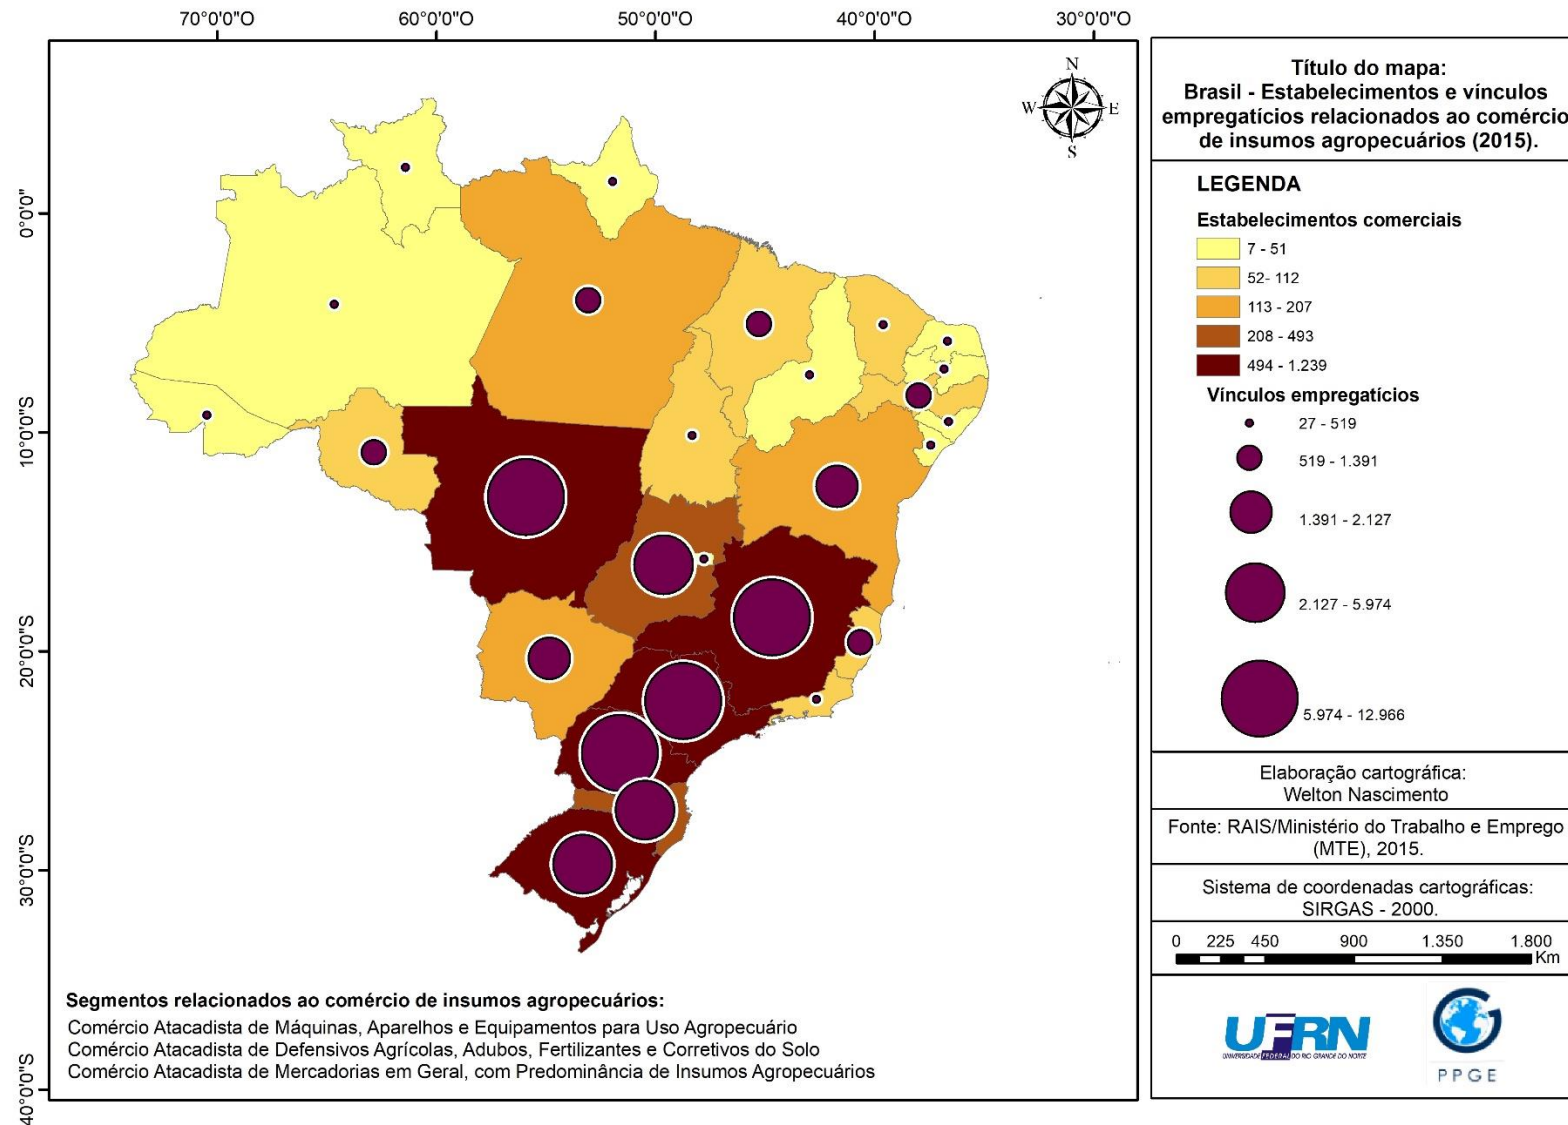 70°0'0"O
60°0'0"O
50°0'0"O
40°0'0"O
30°0'0"O
0°0'0"
10°0'0"S
20°0'0"S
30°0'0"S
40°0'0"S
N
W
E
S
Título do mapa:
Brasil - Estabelecimentos e vínculos
empregatícios relacionados ao comércio
de insumos agropecuários (2015).
LEGENDA
Estabelecimentos comerciais
7 - 51
52- 112
113 - 207
208 - 493
494 - 1.239
Vínculos empregatícios
27 - 519
519 - 1.391
1.391 - 2.127
2.127 - 5.974
5.974 - 12.966
Elaboração cartográfica:
Welton Nascimento
Fonte: RAIS/Ministério do Trabalho e Emprego
(MTE), 2015.
Sistema de coordenadas cartográficas:
SIRGAS - 2000.
0 225 450 900 1.350 1.800
Km
UFRN
UNIVERSIDADE FEDERAL DO RIO GRANDE DO NORTE
PPGE
Segmentos relacionados ao comércio de insumos agropecuários:
Comércio Atacadista de Máquinas, Aparelhos e Equipamentos para Uso Agropecuário
Comércio Atacadista de Defensivos Agrícolas, Adubos, Fertilizantes e Corretivos do Solo
Comércio Atacadista de Mercadorias em Geral, com Predominância de Insumos Agropecuários